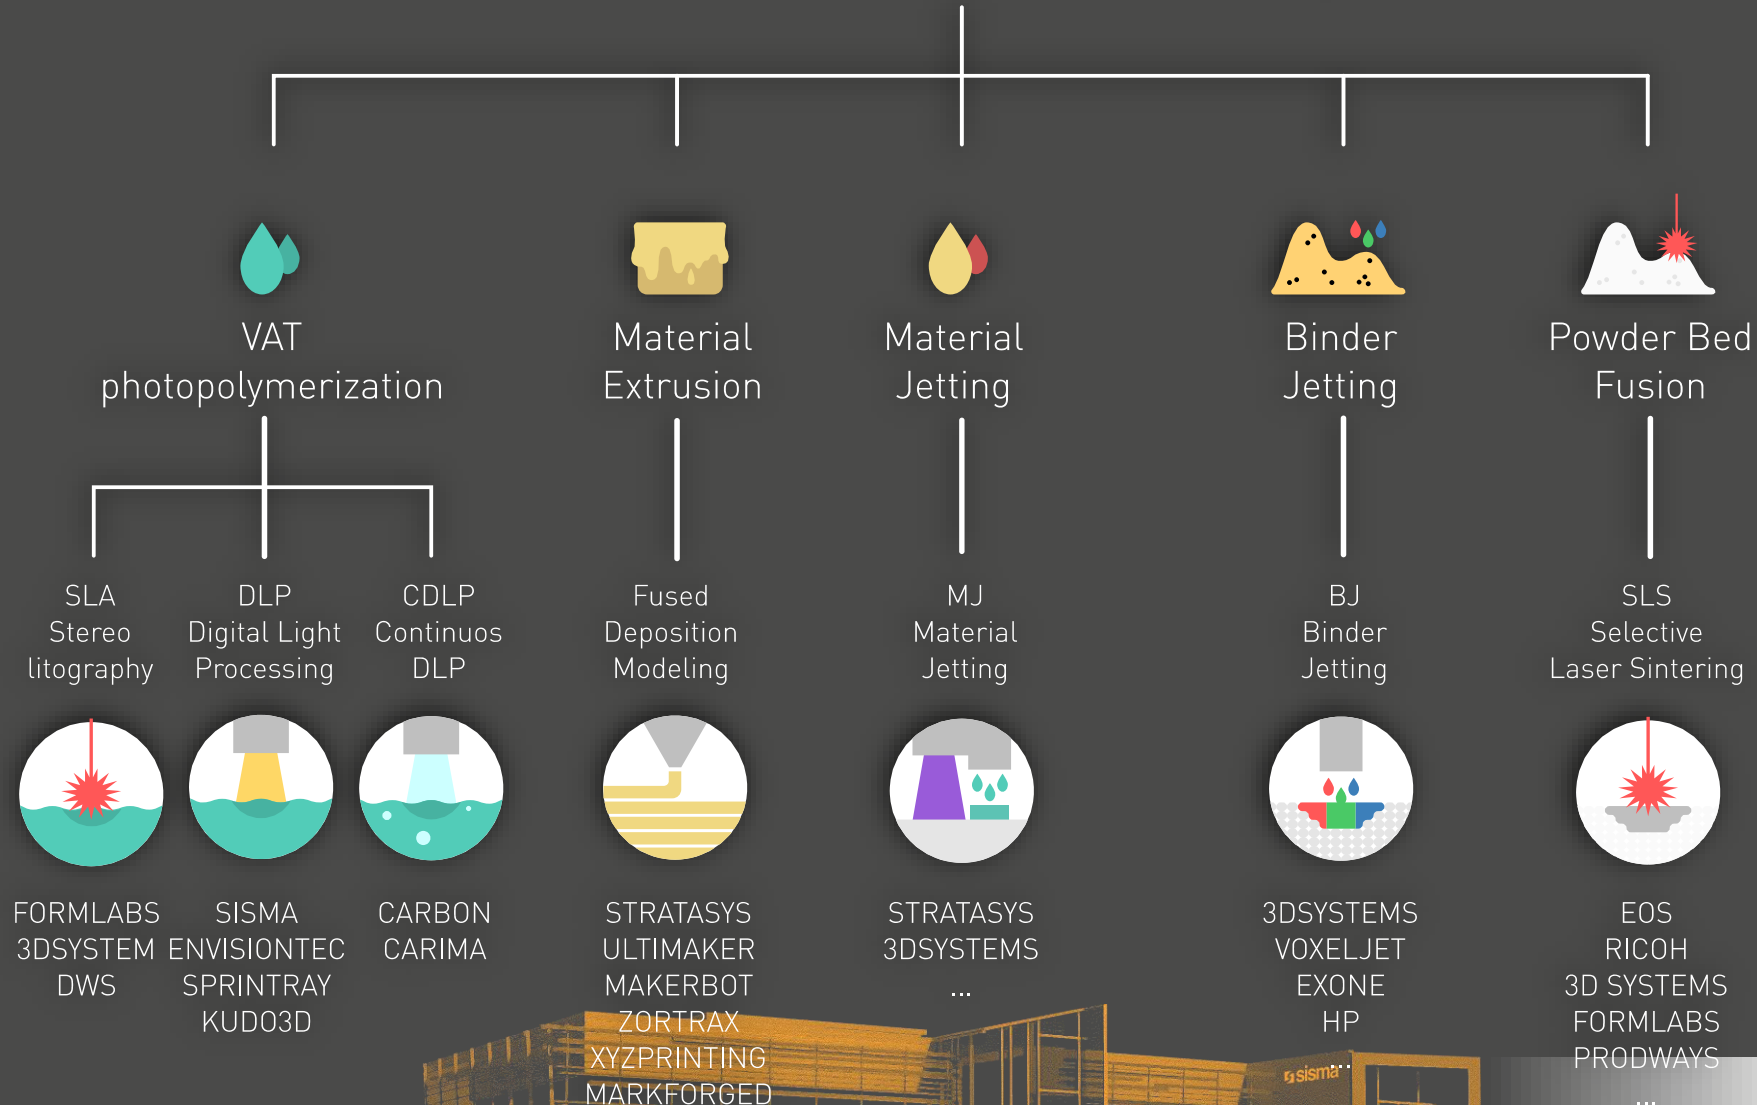 VAT
photopolymerization
Material
Extrusion
Material
Jetting
Binder
Jetting
Powder Bed
Fusion
SLA
Stereo
litography
DLP
Digital Light
Processing
CDLP
Continuos
DLP
Fused
Deposition
Modeling
MJ
Material
Jetting
BJ
Binder
Jetting
SLS
Selective
Laser Sintering
FORMLABS
3DSYSTEM
DWS
SISMA
ENVISIONTEC
SPRINTRAY
KUDO3D
CARBON
CARIMA
STRATASYS
ULTIMAKER
MAKERBOT
ZORTRAX
XYZPRINTING
MARKFORGED
STRATASYS
3DSYSTEMS
...
3DSYSTEMS
VOXELJET
EXONE
HP
...
EOS
RICOH
3D SYSTEMS
FORMLABS
PRODWAYS
...
sisma